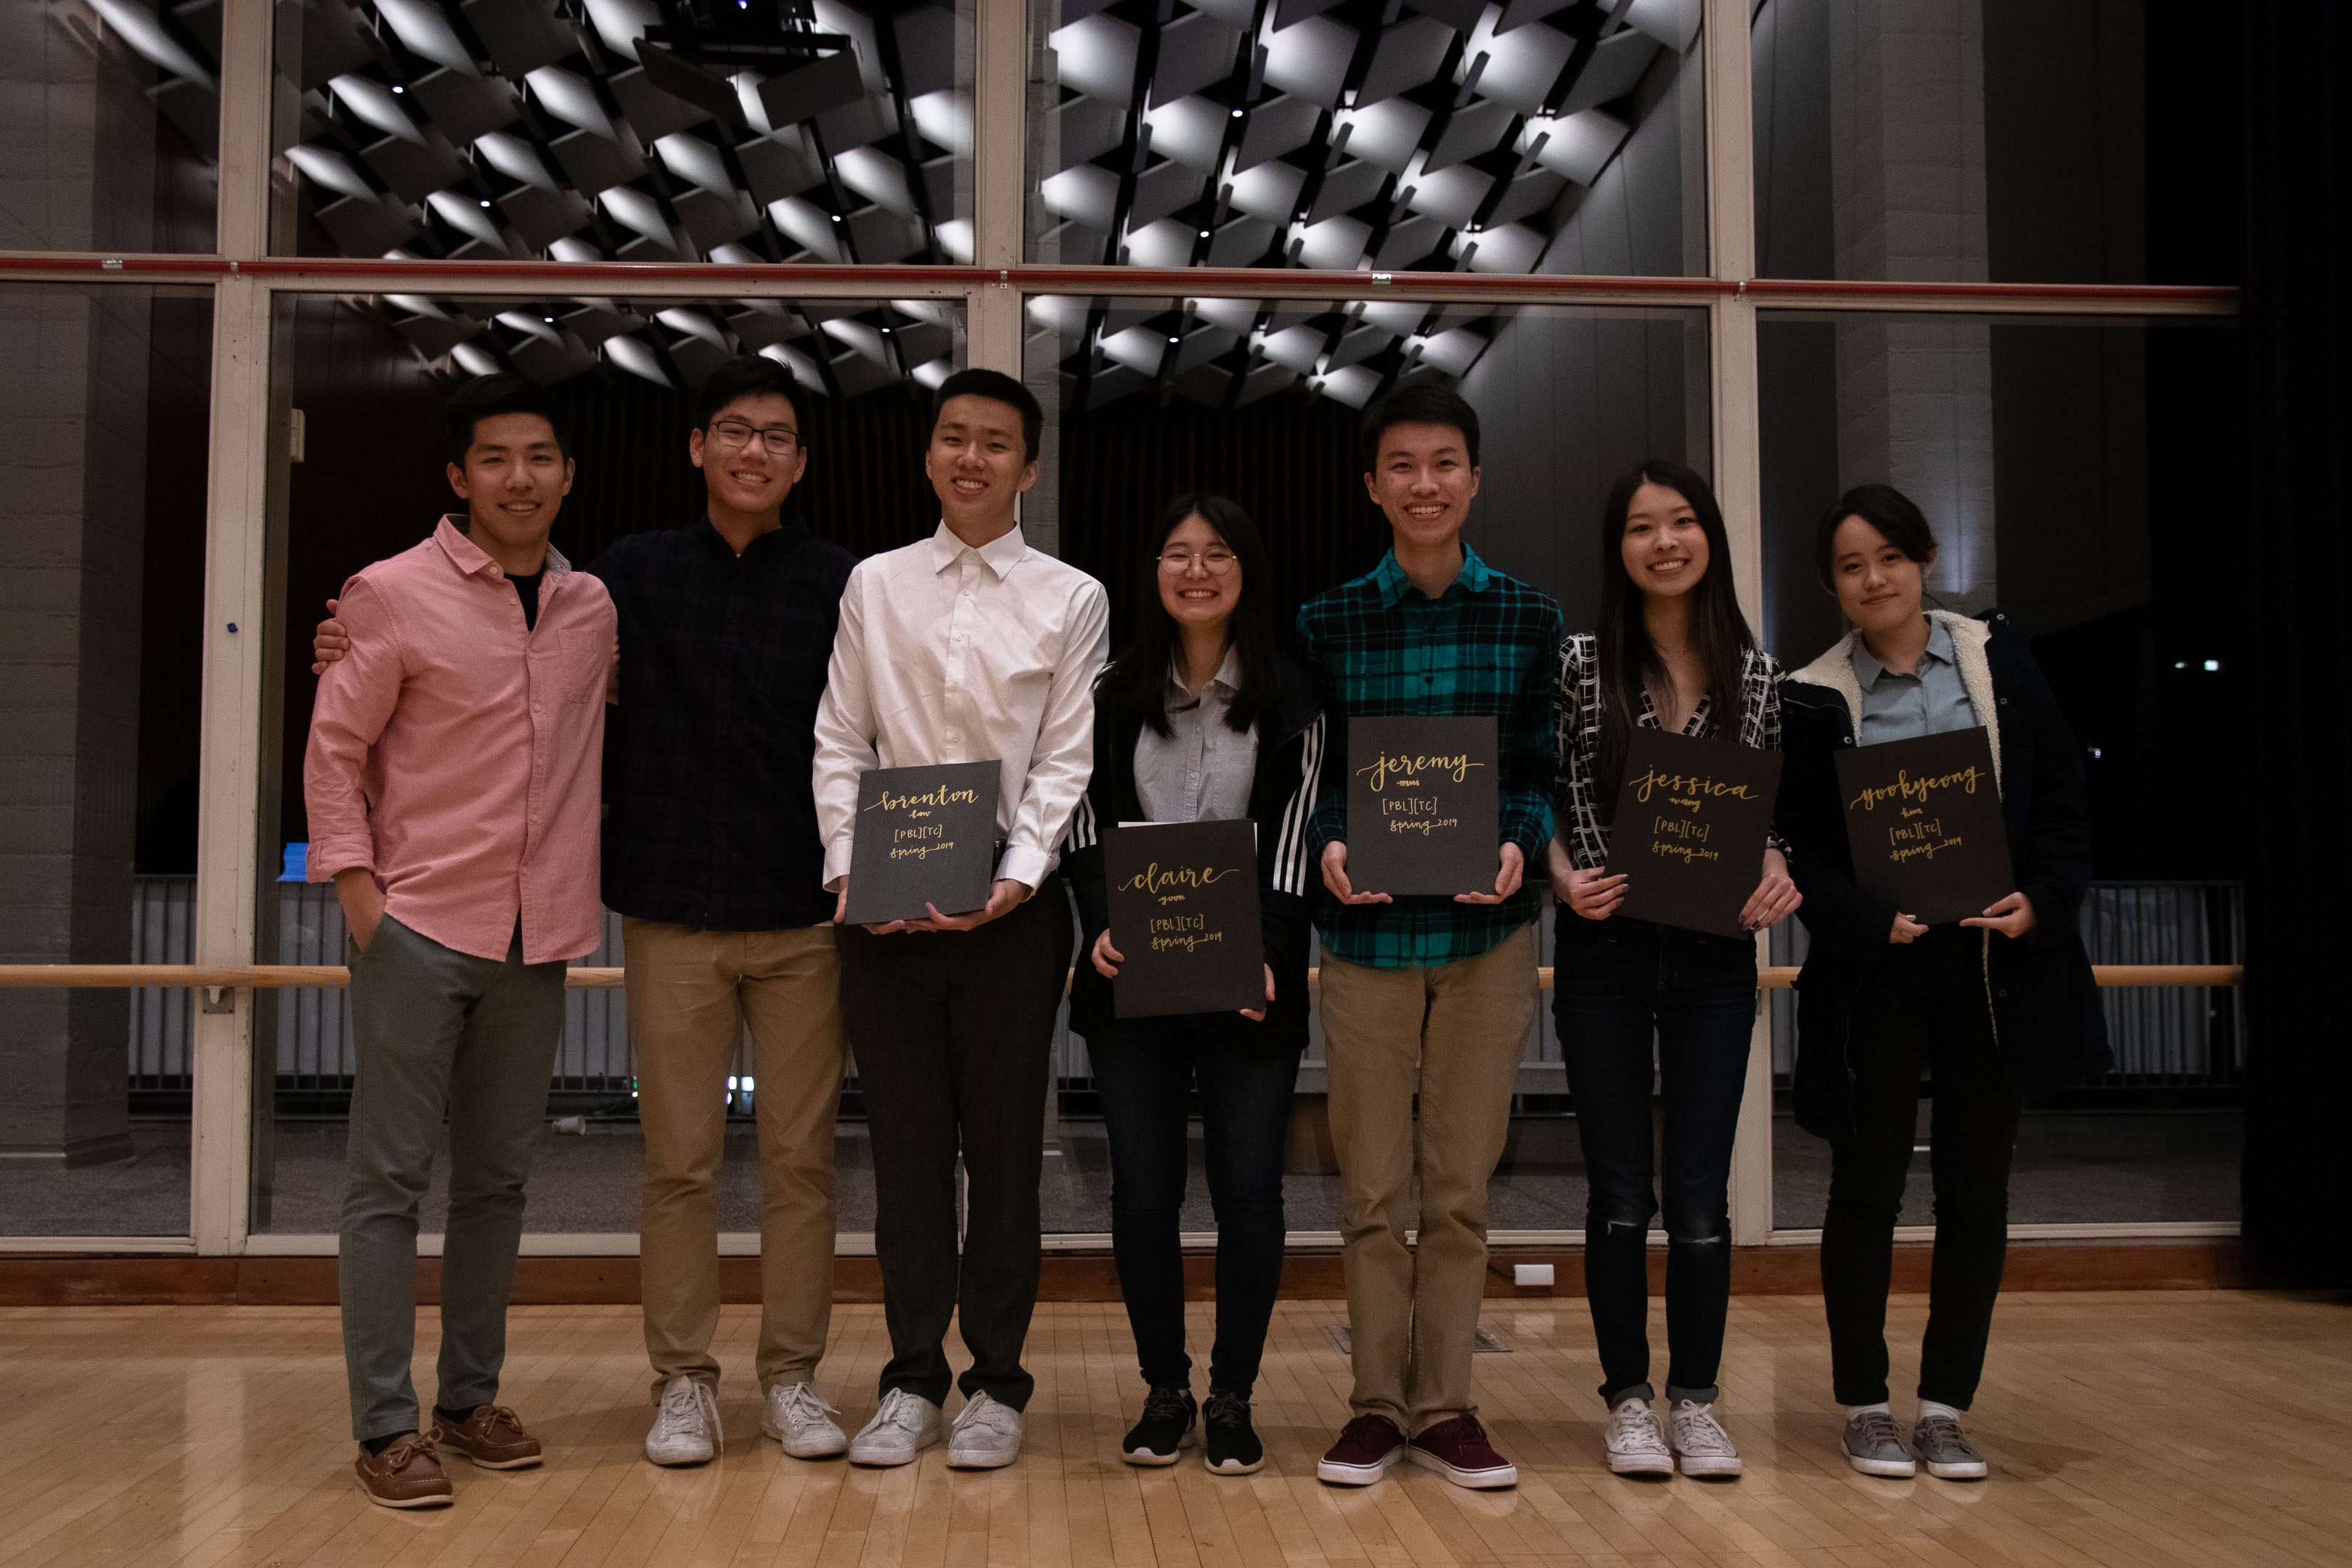 brenton
[PBL][TC]
spring 2019
claire
yoon
[PBL][TC]
spring 2019
jeremy
mui
[PBL][TC]
spring 2019
jessica
wang
[PBL][TC]
spring 2019
yookyeong
kim
[PBL][TC]
spring 2019